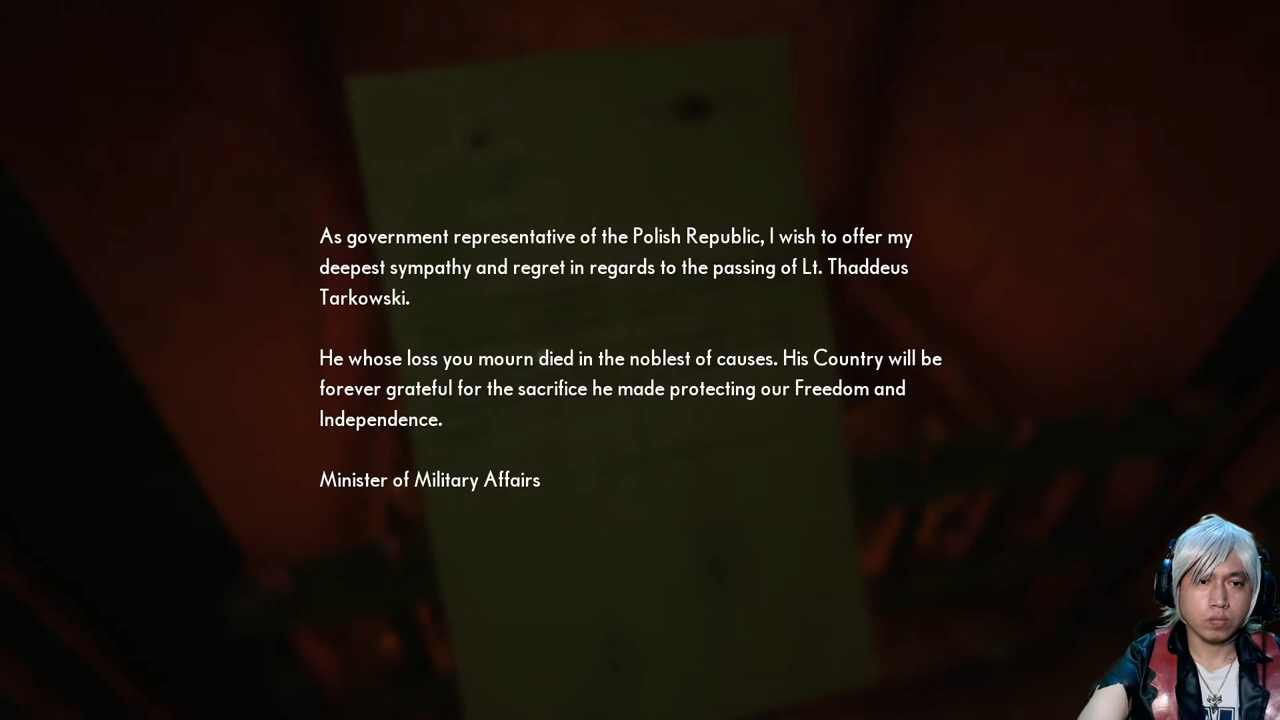 As government representative of the Polish Republic, I wish to offer my
deepest sympathy and regret in regards to the passing of Lt. Thaddeus
Tarkowski.
He whose loss you mourn died in the noblest of causes. His Country will be
forever grateful for the sacrifice he made protecting our Freedom and
Independence.
Minister of Military Affairs